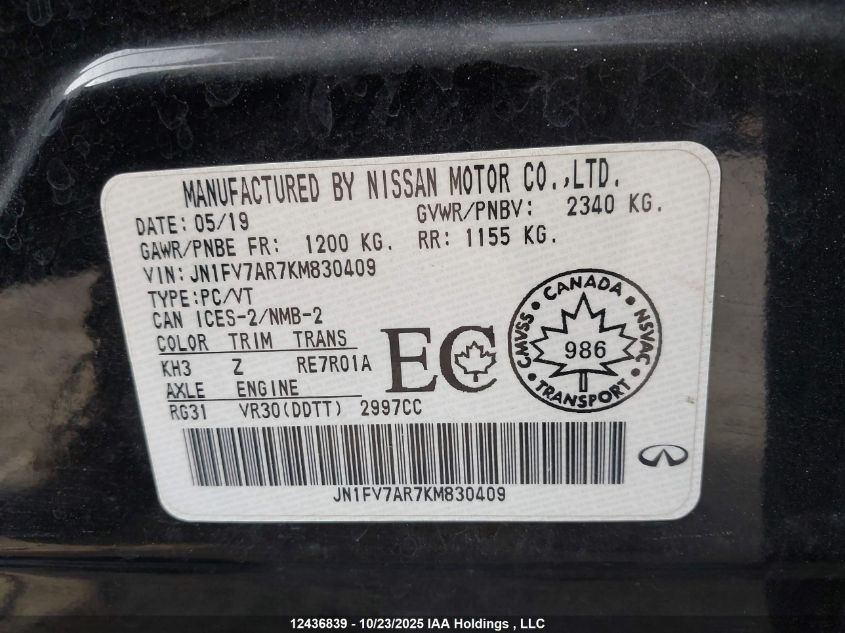 MANUFACTURED BY NISSAN MOTOR CO.,LTD.
DATE: 05/19 GVWR/PNBV: 2340 KG.
GAWR/PNBE FR: 1200 KG. RR: 1155 KG.
VIN: JN1FV7AR7KM830409
TYPE:PC/VT
CAN ICES-2/NMB-2
COLOR TRIM TRANS
KH3 Z RE7R01A
AXLE ENGINE
RG31 VR30(DDTT) 2997CC
EC
CANADA
CMVSS
NSVAC
986
TRANSPORT
JN1FV7AR7KM830409
12436839 - 10/23/2025 IAA Holdings , LLC